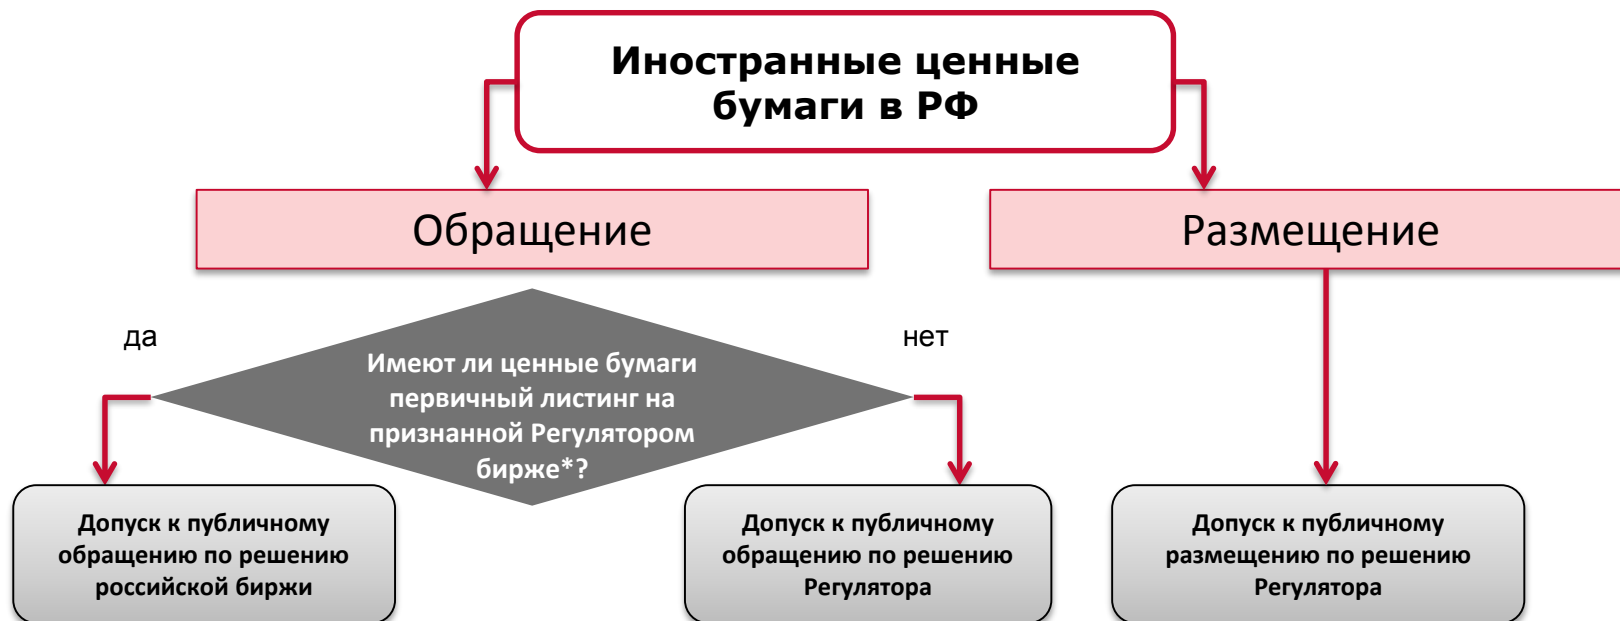 Иностранные ценные
бумаги в РФ
Обращение
Размещение
да
нет
Имеют ли ценные бумаги
первичный листинг на
признанной Регулятором
бирже*?
Допуск к публичному
обращению по решению
российской биржи
Допуск к публичному
обращению по решению
Регулятора
Допуск к публичному
размещению по решению
Регулятора